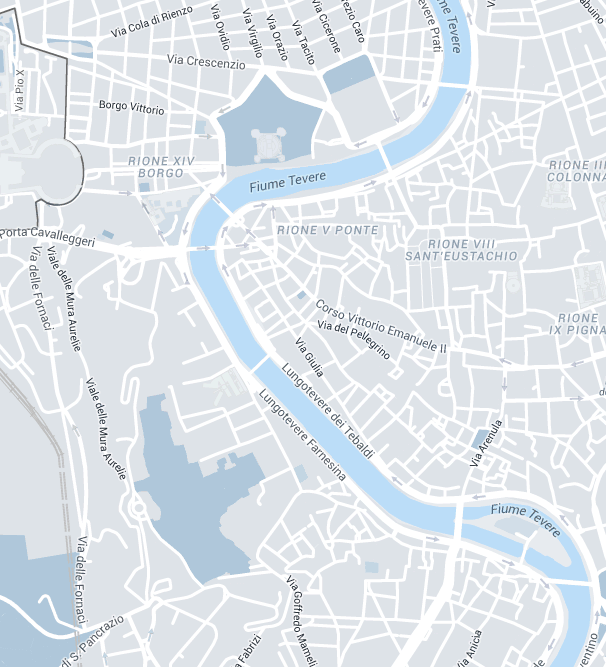 Via Cola di Rienzo
Via Ovidio
Via Virgilio
Via Orazio
Via Tacito
Via Cicerone
Fiume Tevere
Via Crescenzio
Via Pio X
Borgo Vittorio
RIONE XIV
BORGO
Fiume Tevere
RIONE V PONTE
RIONE VIII
SANT'EUSTACHIO
COLONNA
Porta Cavalleggeri
Via delle Fornaci
Viale delle Mura Aurelie
RIONE
IX PIGNA
Corso Vittorio Emanuele II
Via del Pellegrino
Via Giulia
Lungotevere dei Tebaldi
Lungotevere Farnesina
Viale delle Mura Aurelie
Via Arenula
Fiume Tevere
Via delle Fornaci
Via Goffredo Mameli
di S. Pancrazio
a Fabrizi
Via Anicia